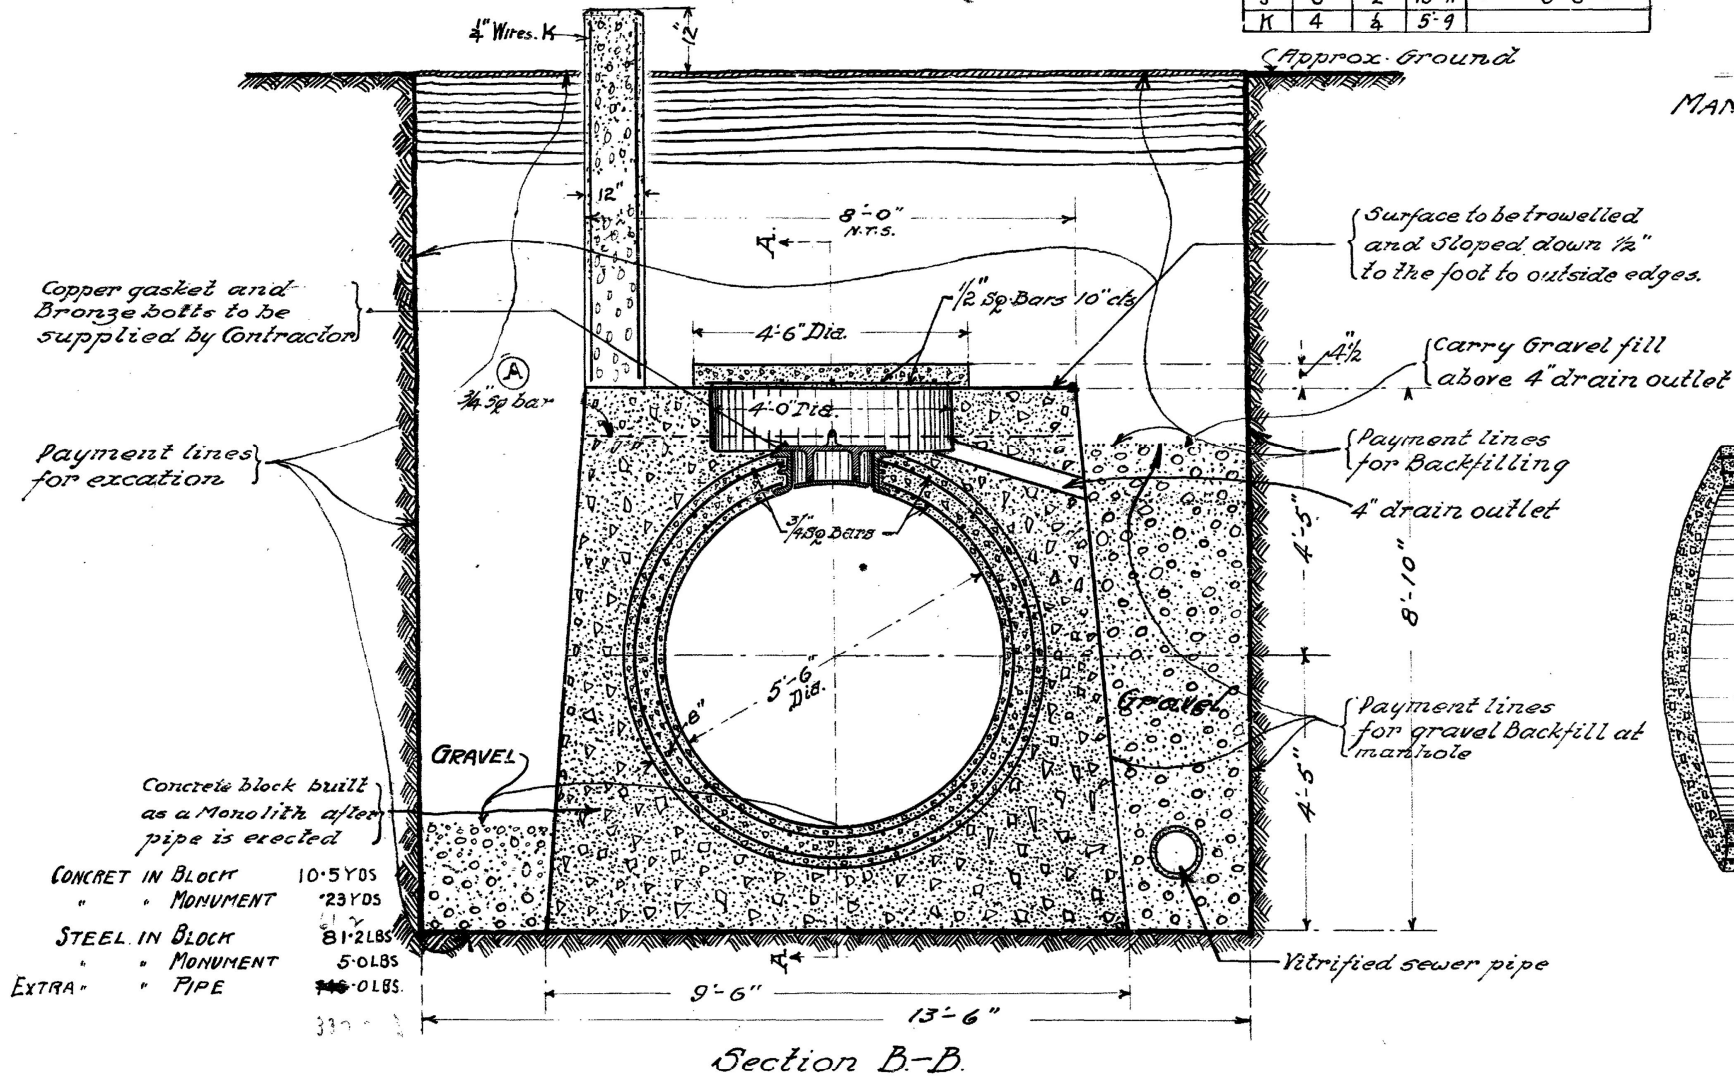 K 4 ¼ 5'-9
¼" Wires. K
12"
Approx. Ground
MAN
12"
8'-0"
N.T.S.
A.
Surface to be trowelled
and sloped down ½"
to the foot to outside edges.
Copper gasket and
Bronze bolts to be
supplied by Contractor
½" Sq. Bars 10" cts
4'-6" Dia.
4½"
Carry Gravel fill
above 4" drain outlet
A
¾" Sq bar
4'-0" Dia.
Payment lines
for excation
Payment lines
for Backfilling
4" drain outlet
¾" Sq Bars
4'-5"
8'-10"
5'-6"
Dia.
8"
Gravel
GRAVEL
Payment lines
for gravel Backfill at
manhole
4'-5"
Concrete block built
as a Monolith after
pipe is erected
CONCRET IN BLOCK 10.5 YDS
" " MONUMENT .23 YDS
STEEL IN BLOCK 81.2 LBS
" " MONUMENT 5.0 LBS
EXTRA " " PIPE .0 LBS.
A.
Vitrified sewer pipe
9'-6"
13'-6"
Section B.-B.